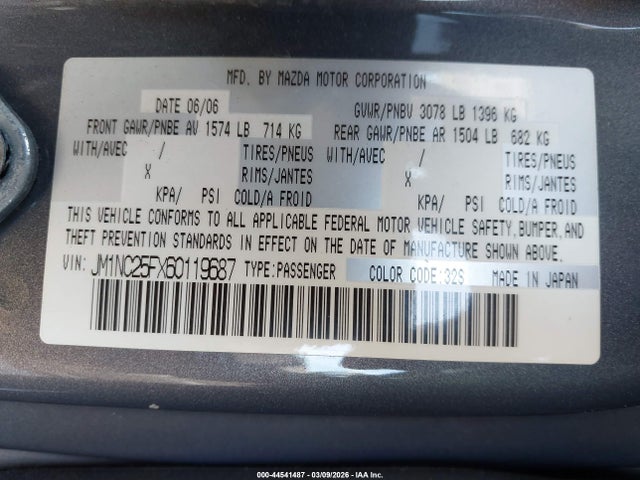 MFD. BY MAZDA MOTOR CORPORATION
DATE 06/06 GVWR/PNBV 3078 LB 1396 KG
FRONT GAWR/PNBE AV 1574 LB 714 KG REAR GAWR/PNBE AR 1504 LB 682 KG
WITH/AVEC / TIRES/PNEUS WITH/AVEC / TIRES/PNEUS
X RIMS/JANTES X RIMS/JANTES
KPA/ PSI COLD/A FROID KPA/ PSI COLD/A FROID
THIS VEHICLE CONFORMS TO ALL APPLICABLE FEDERAL MOTOR VEHICLE SAFETY, BUMPER, AND
THEFT PREVENTION STANDARDS IN EFFECT ON THE DATE OF MANUFACTURE SHOWN ABOVE.
VIN: JM1NC25FX60119687 TYPE:PASSENGER COLOR CODE:32S MADE IN JAPAN
000-44541487 - 03/09/2026 - IAA Inc.